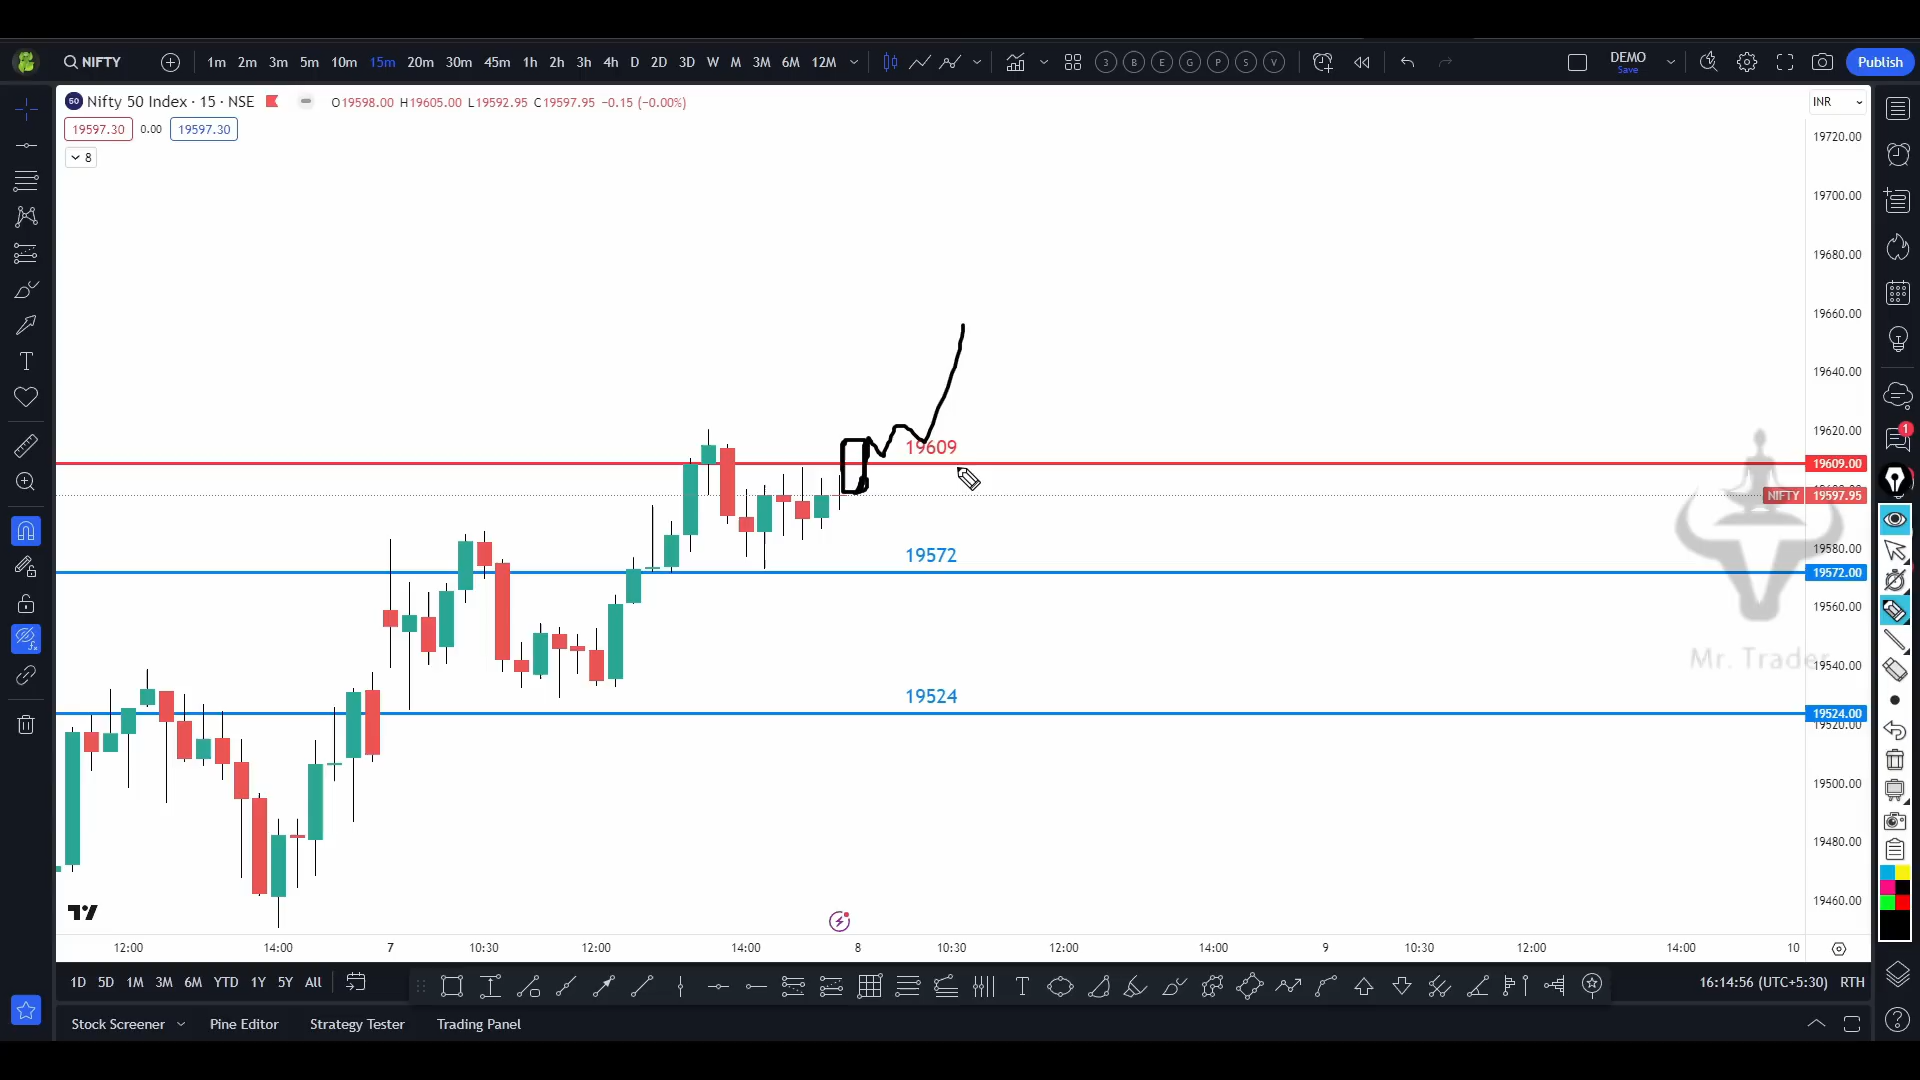 NIFTY 1m 2m 3m 5m 10m 15m 20m 30m 45m 1h 2h 3h 4h D 2D 3D W M 3M 6M 12M 3 B E G P S V DEMO Publish
Save
50 Nifty 50 Index · 15 · NSE O19598.00 H19605.00 L19592.95 C19597.95 −0.15 (−0.00%) INR
19597.30 0.00 19597.30
8
19720.00
19700.00
19680.00
19660.00
19640.00
19620.00
1
19609
19609.00
NIFTY 19597.95
19580.00
19572
19572.00
19560.00
Mr. Trader
19540.00
19524
19524.00
19520.00
19500.00
19480.00
19460.00
12:00 14:00 7 10:30 12:00 14:00 8 10:30 12:00 14:00 9 10:30 12:00 14:00 10
1D 5D 1M 3M 6M YTD 1Y 5Y All T 16:14:56 (UTC+5:30) RTH
Stock Screener Pine Editor Strategy Tester Trading Panel